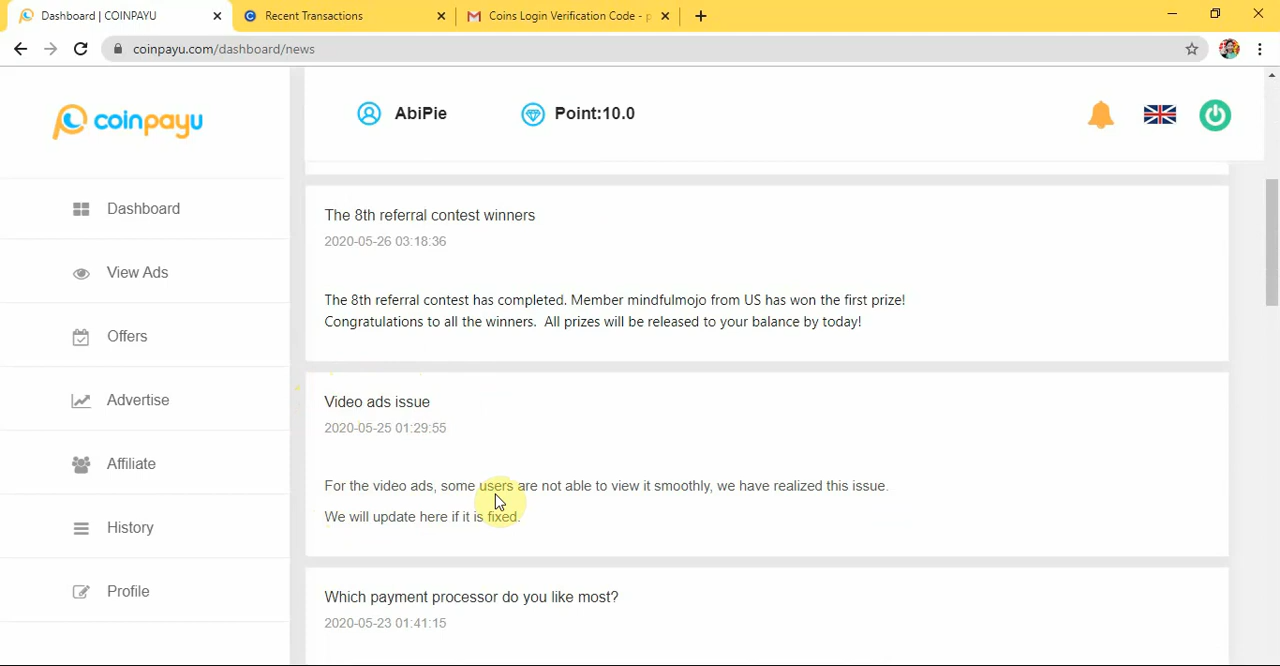 Dashboard | COINPAYU
Recent Transactions
Coins Login Verification Code - p
coinpayu.com/dashboard/news
coinpayu
AbiPie
Point:10.0
Dashboard
View Ads
Offers
Advertise
Affiliate
History
Profile
The 8th referral contest winners
2020-05-26 03:18:36
The 8th referral contest has completed. Member mindfulmojo from US has won the first prize!
Congratulations to all the winners. All prizes will be released to your balance by today!
Video ads issue
2020-05-25 01:29:55
For the video ads, some users are not able to view it smoothly, we have realized this issue.
We will update here if it is fixed.
Which payment processor do you like most?
2020-05-23 01:41:15